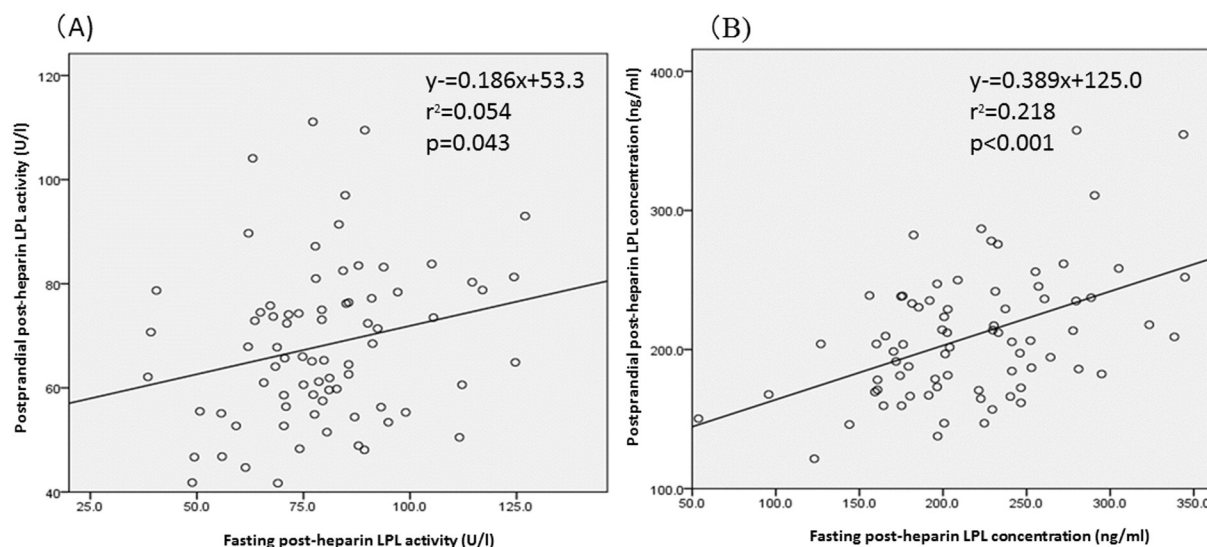 (A)
y-=0.186x+53.3
r²=0.054
p=0.043
Postprandial post-heparin LPL activity (U/l)
120
100
80
60
40
25.0 50.0 75.0 100.0 125.0
Fasting post-heparin LPL activity (U/l)
(B)
y-=0.389x+125.0
r²=0.218
p<0.001
Postprandial post-heparin LPL concentration (ng/ml)
400.0
300.0
200.0
100.0
50.0 100.0 150.0 200.0 250.0 300.0 350.0
Fasting post-heparin LPL concentration (ng/ml)